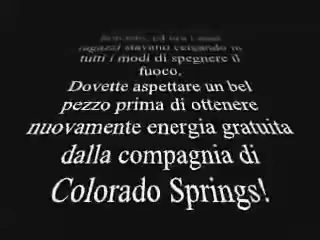 ragazzi stavano cercando in
tutti i modi di spegnere il
fuoco.
Dovette aspettare un bel
pezzo prima di ottenere
nuovamente energia gratuita
dalla compagnia di
Colorado Springs!